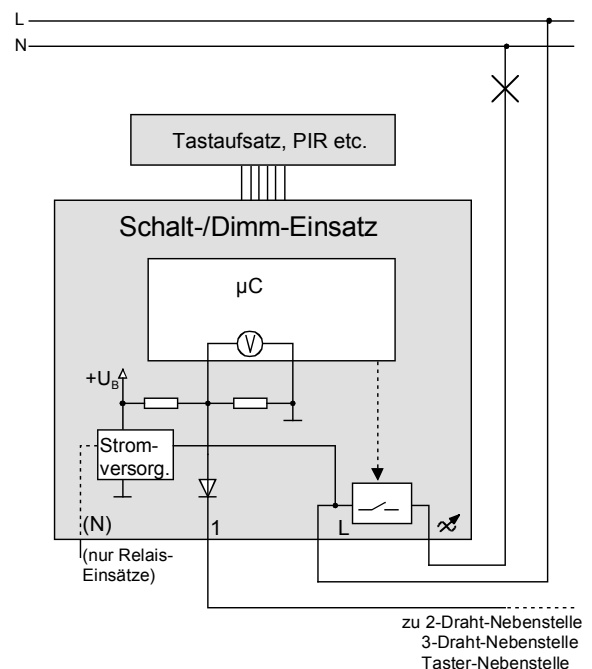 L
N
Tastaufsatz, PIR etc.
Schalt-/Dimm-Einsatz
µC
V
+UB
Strom-
versorg.
(N)
1
L
(nur Relais-
Einsätze)
zu 2-Draht-Nebenstelle
3-Draht-Nebenstelle
Taster-Nebenstelle